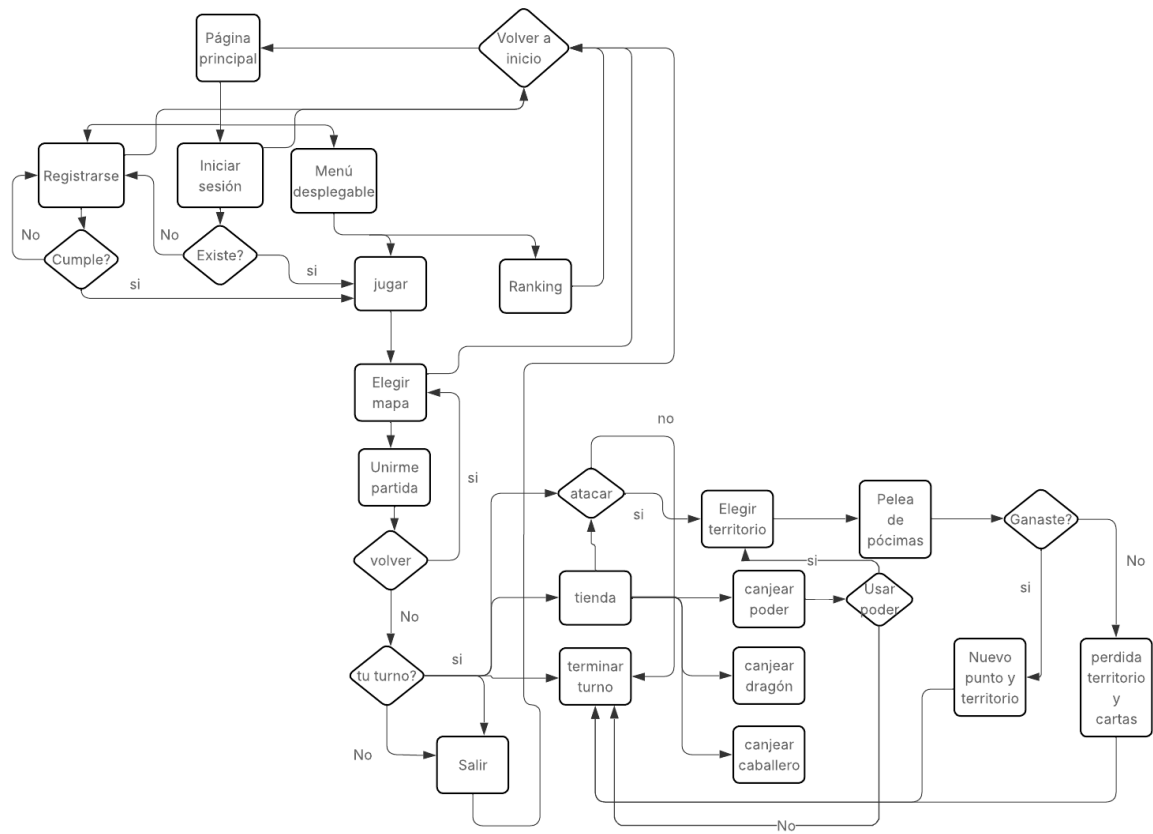 Página
principal
Volver a
inicio
Registrarse
Iniciar
sesión
Menú
desplegable
No
Cumple?
No
Existe?
si
si
jugar
Ranking
Elegir
mapa
Unirme
partida
si
volver
No
no
atacar
si
Elegir
territorio
Pelea
de
pócimas
Ganaste?
No
si
si
tienda
canjear
poder
Usar
poder
tu turno?
si
terminar
turno
canjear
dragón
Nuevo
punto y
territorio
perdida
territorio
y
cartas
No
Salir
canjear
caballero
No